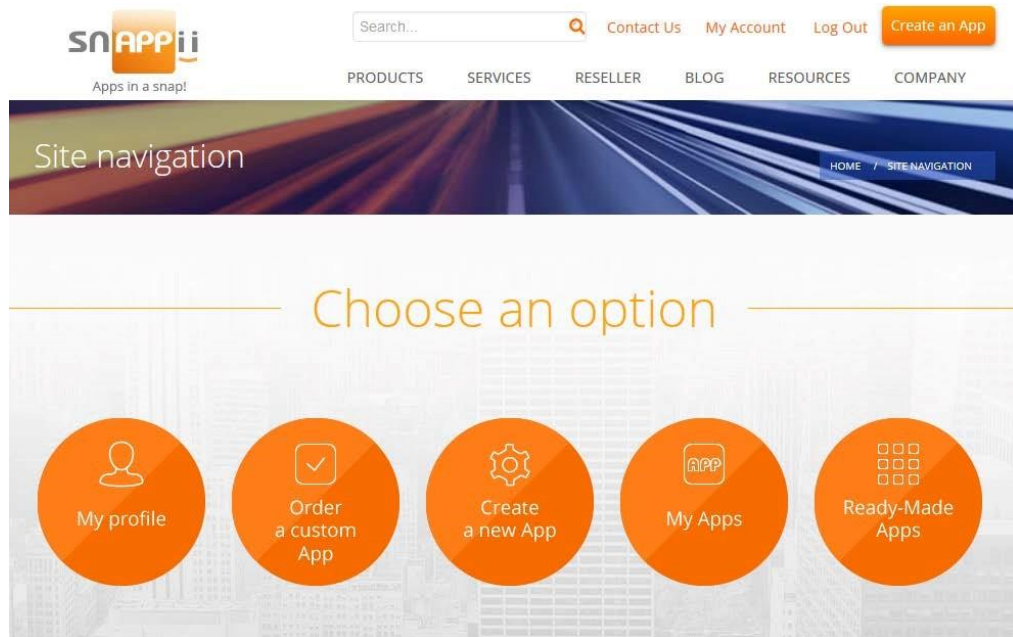 snappii
Apps in a snap!
Search...
Contact Us
My Account
Log Out
Create an App
PRODUCTS
SERVICES
RESELLER
BLOG
RESOURCES
COMPANY
Site navigation
HOME / SITE NAVIGATION
Choose an option
My profile
Order
a custom
App
Create
a new App
APP
My Apps
Ready-Made
Apps